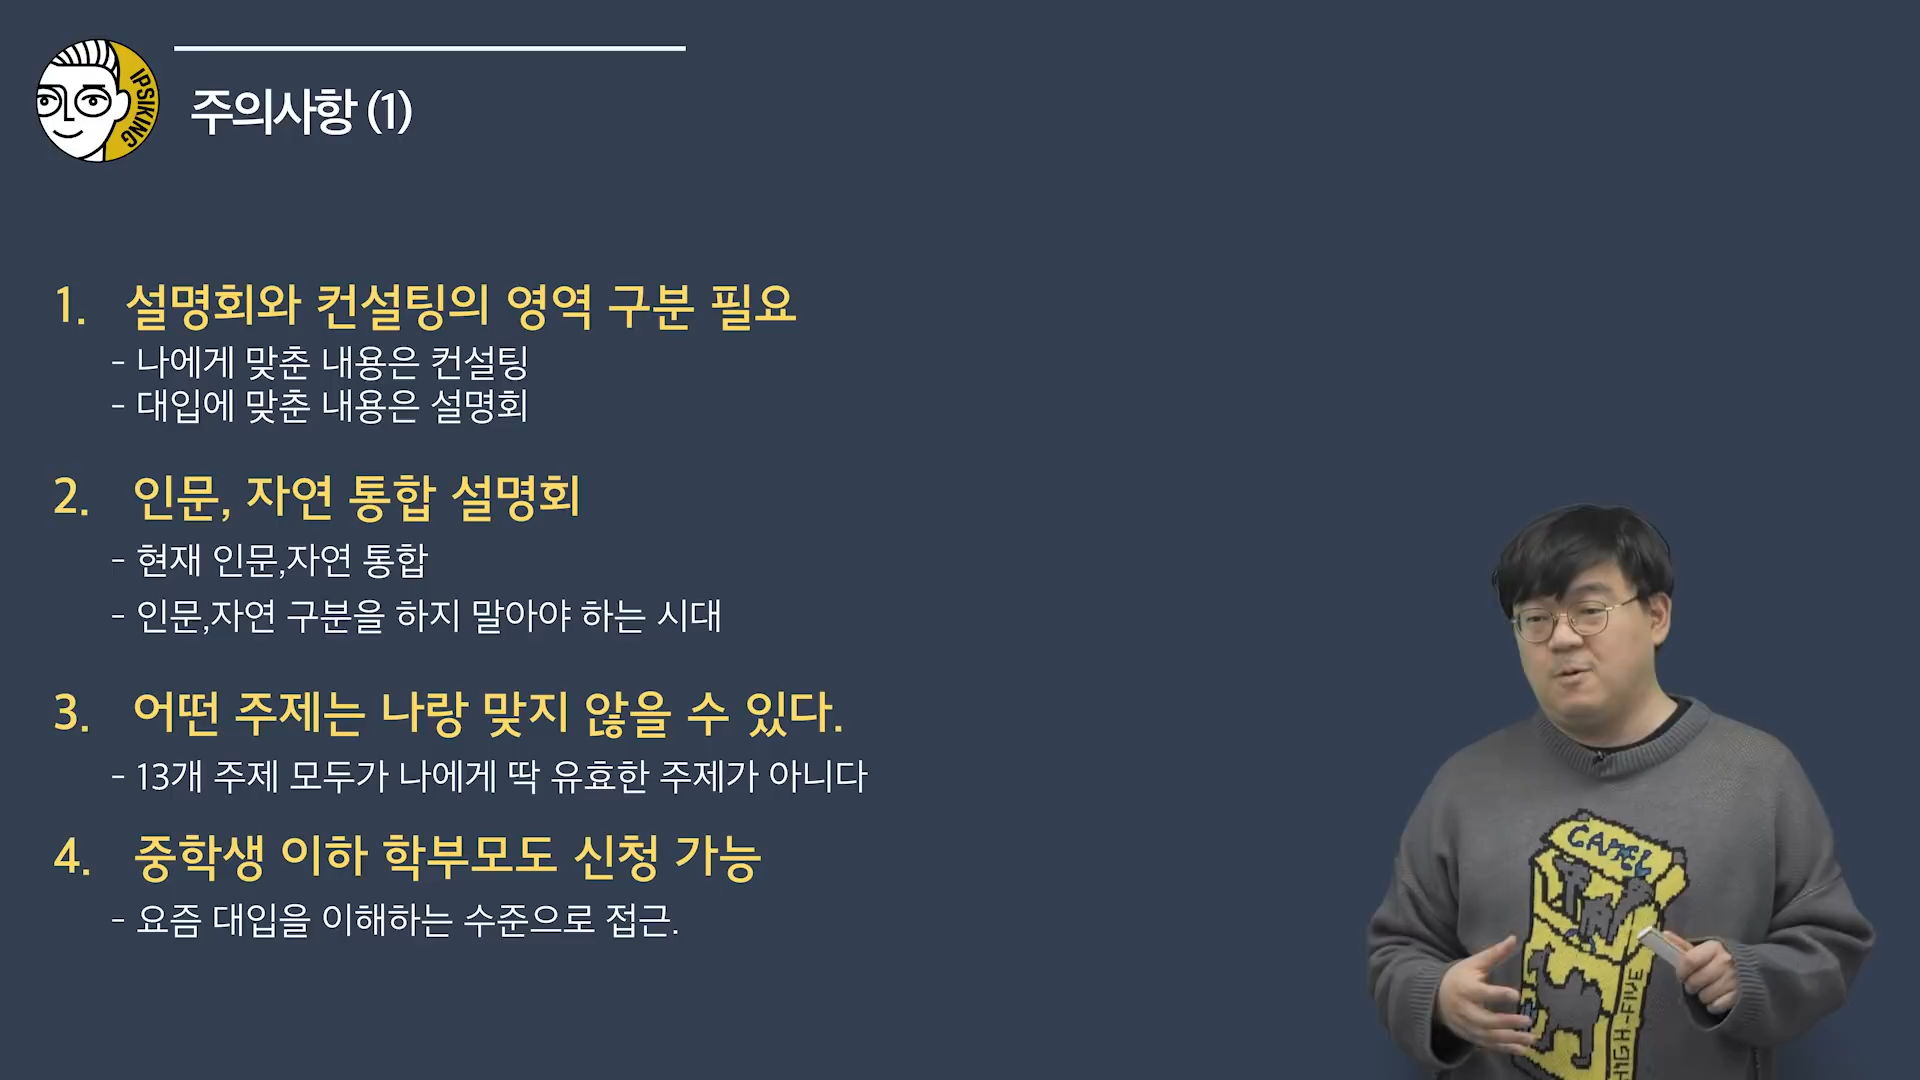 IPSIKING
주의사항 (1)
1. 설명회와 컨설팅의 영역 구분 필요
- 나에게 맞춘 내용은 컨설팅
- 대입에 맞춘 내용은 설명회
2. 인문, 자연 통합 설명회
- 현재 인문,자연 통합
- 인문,자연 구분을 하지 말아야 하는 시대
3. 어떤 주제는 나랑 맞지 않을 수 있다.
- 13개 주제 모두가 나에게 딱 유효한 주제가 아니다
4. 중학생 이하 학부모도 신청 가능
- 요즘 대입을 이해하는 수준으로 접근.
CAMEL